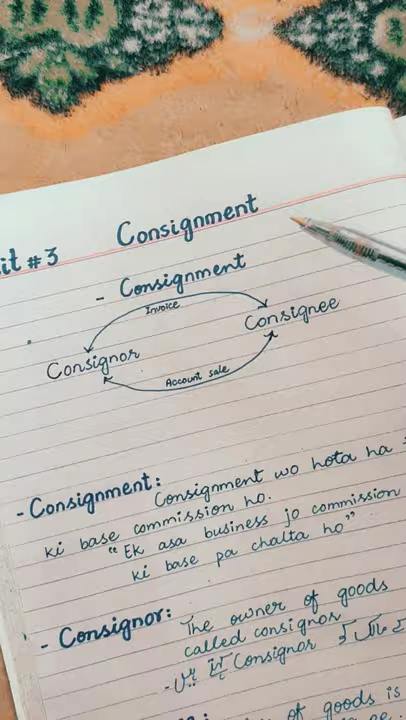 it #3
Consignment
- Consignment
Invoice
Consignor
Consignee
Account sale
- Consignment:
Consignment wo hota ha
ki base commission ho.
"Ek asa business jo commission
ki base pa chalta ho"
- Consignor:
The owner of goods
called consignor
Consignor
of goods is